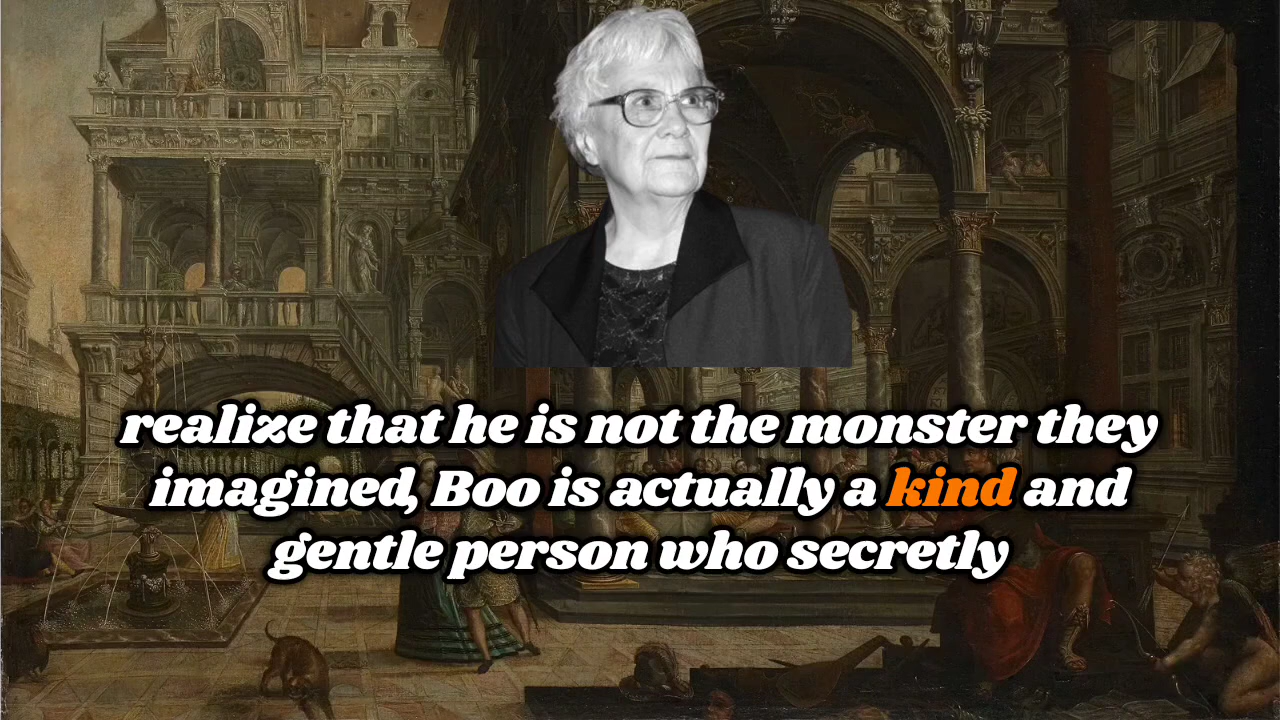 realize that he is not the monster they
imagined, Boo is actually a kind and
gentle person who secretly